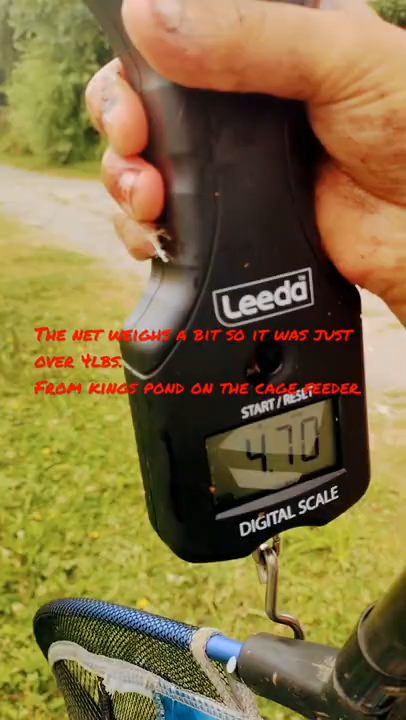 Leeda
The net weighs a bit so it was just
over 4lbs.
From kings pond on the cage feeder
START / RESET
4.70
DIGITAL SCALE